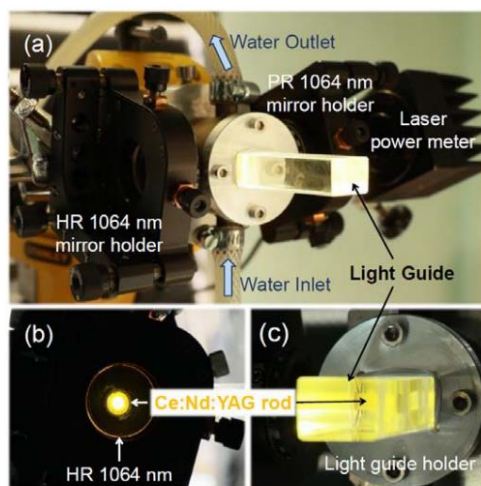 (a)
Water Outlet
PR 1064 nm
mirror holder
Laser
power meter
HR 1064 nm
mirror holder
Water Inlet
Light Guide
(b)
(c)
Ce:Nd:YAG rod
HR 1064 nm
Light guide holder